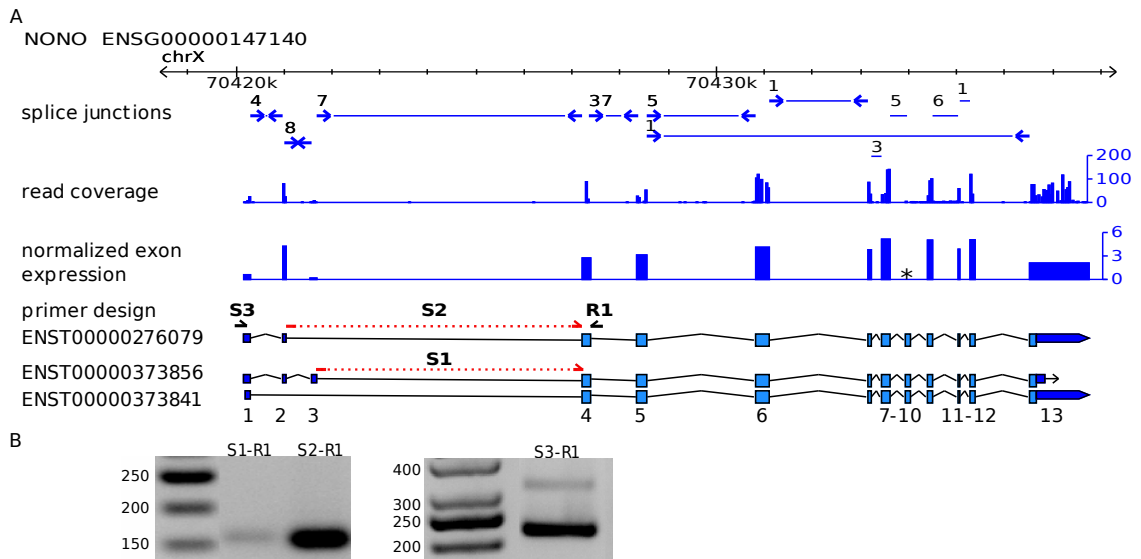 A
NONO ENSG00000147140
chrX
70420k 70430k
splice junctions
4 7 37 5 1 5 6 1
8 1 3
read coverage
200
100
0
normalized exon
expression
6
3
0
*
primer design
S3 S2 R1
ENST00000276079
S1
ENST00000373856
ENST00000373841
1 2 3 4 5 6 7-10 11-12 13
B
S1-R1 S2-R1
250
200
150
S3-R1
400
300
250
200